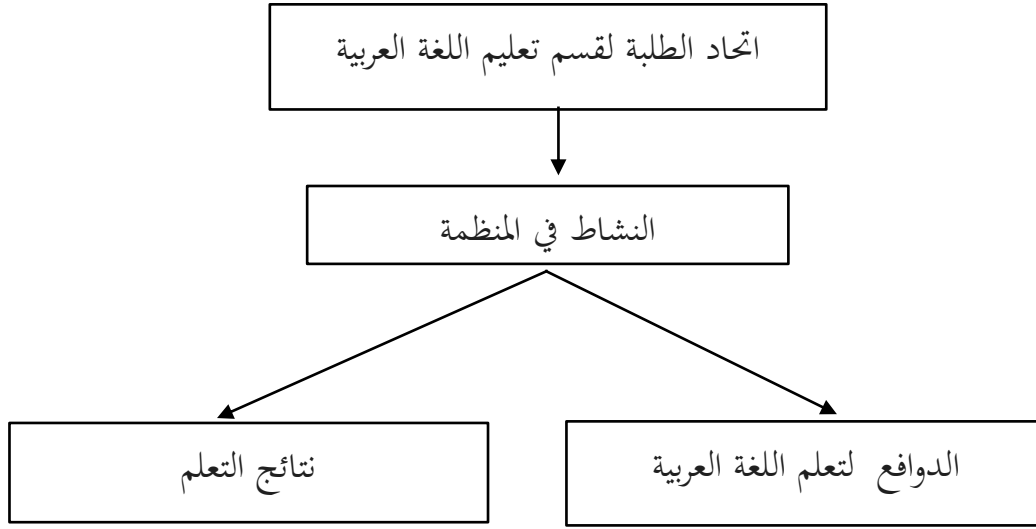 اتحاد الطلبة لقسم تعليم اللغة العربية
النشاط في المنظمة
الدوافع لتعلم اللغة العربية
نتائج التعلم